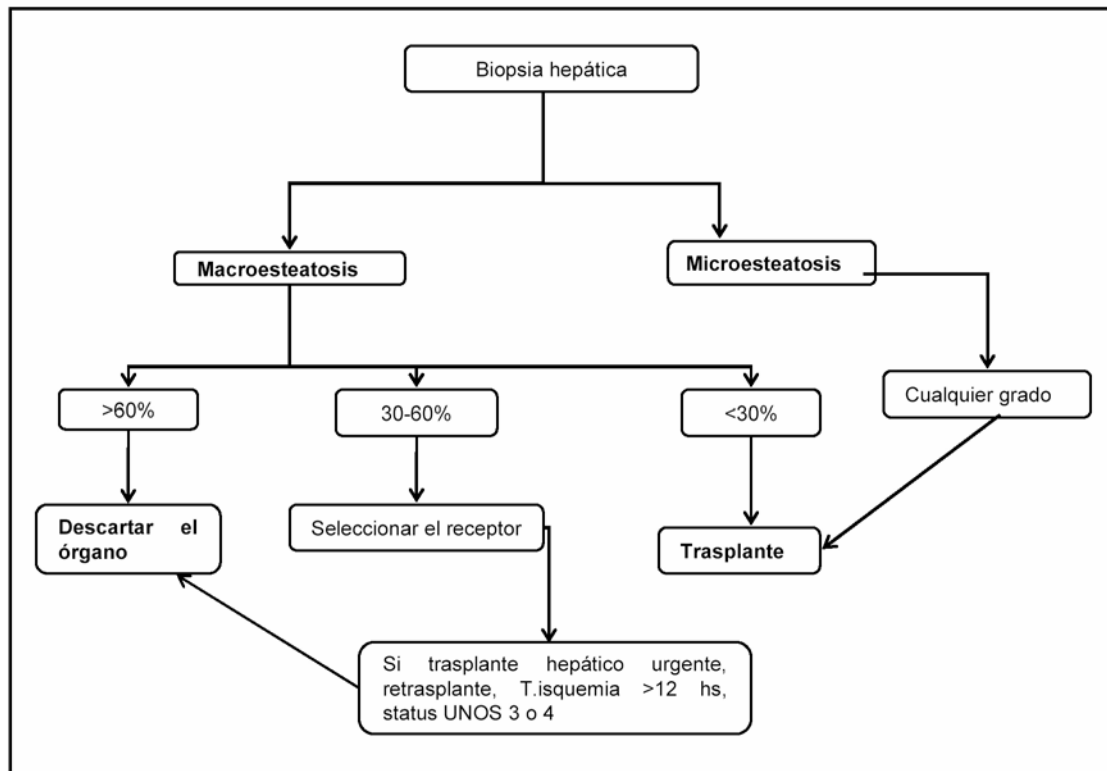 Biopsia hepática
Macroesteatosis
Microesteatosis
>60%
30-60%
<30%
Cualquier grado
Descartar el
órgano
Seleccionar el receptor
Trasplante
Si trasplante hepático urgente,
retrasplante, T.isquemia >12 hs,
status UNOS 3 o 4